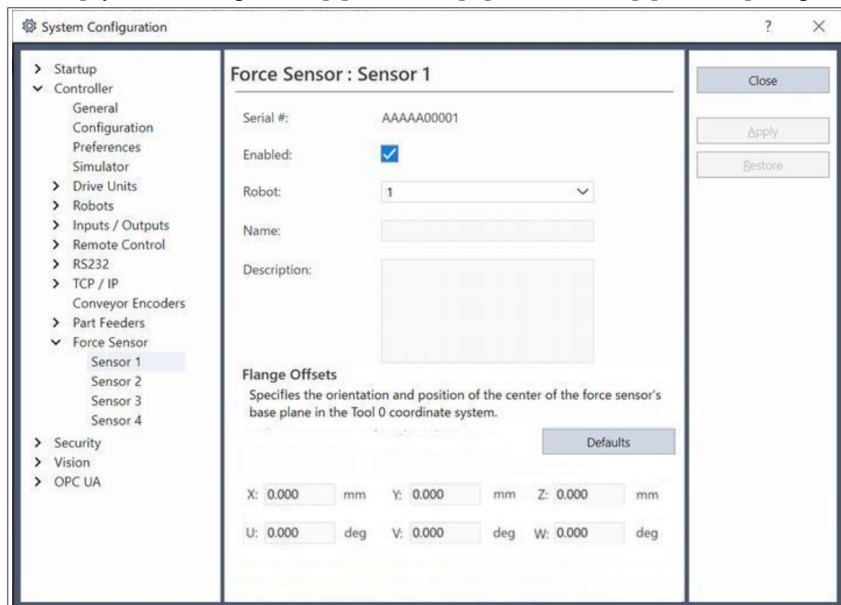 System Configuration
?
Startup
Controller
General
Configuration
Preferences
Simulator
Drive Units
Robots
Inputs / Outputs
Remote Control
RS232
TCP / IP
Conveyor Encoders
Part Feeders
Force Sensor
Sensor 1
Sensor 2
Sensor 3
Sensor 4
Security
Vision
OPC UA
Force Sensor : Sensor 1
Serial #: AAAAA00001
Enabled:
Robot: 1
Name:
Description:
Flange Offsets
Specifies the orientation and position of the center of the force sensor's
base plane in the Tool 0 coordinate system.
Defaults
X: 0.000 mm Y: 0.000 mm Z: 0.000 mm
U: 0.000 deg V: 0.000 deg W: 0.000 deg
Close
Apply
Restore